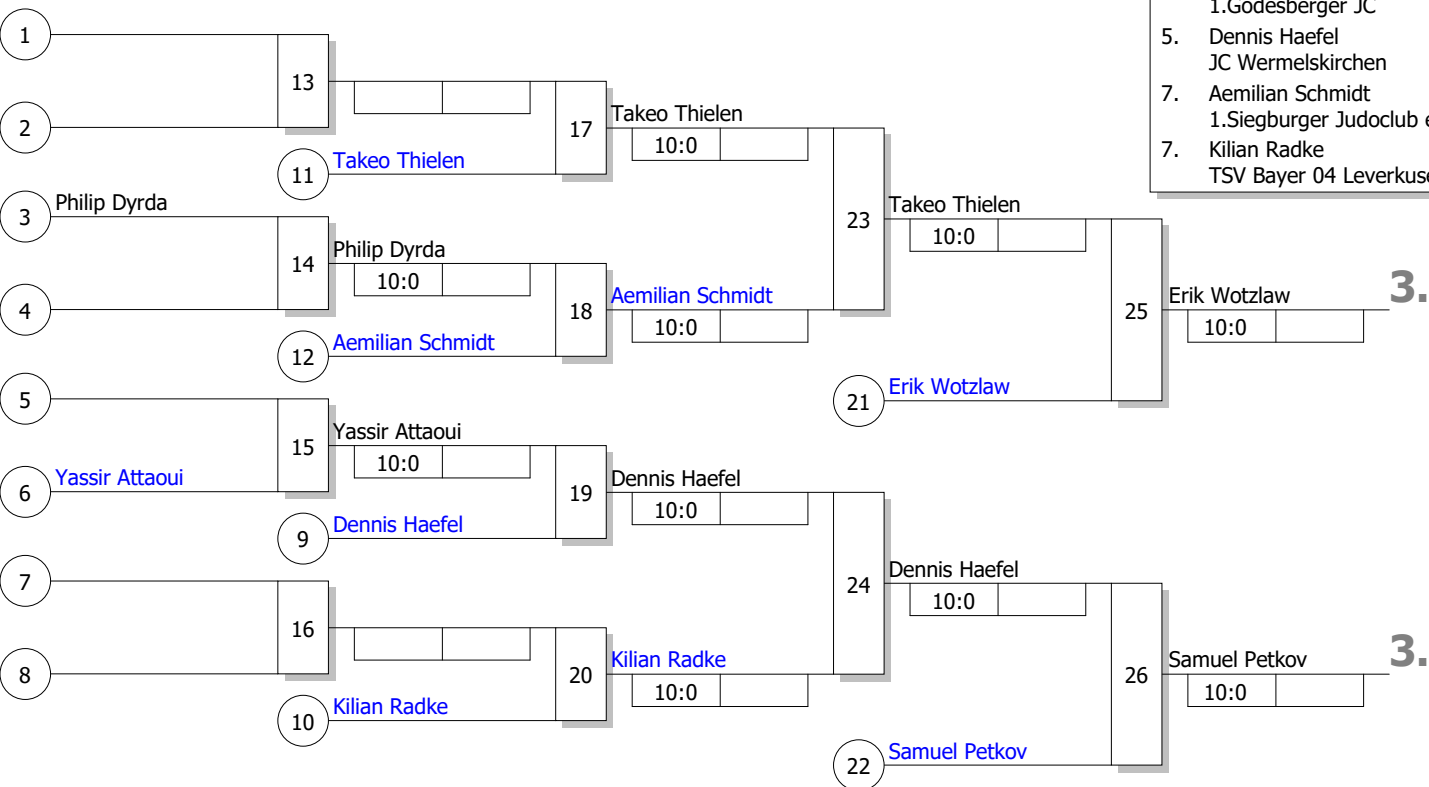 1.Godesberger JC
5. Dennis Haefel
JC Wermelskirchen
7. Aemilian Schmidt
1.Siegburger Judoclub
7. Kilian Radke
TSV Bayer 04
1
2
13
17
11 Takeo Thielen
Takeo Thielen
10:0
3 Philip Dyrda
4
14
Philip Dyrda
10:0
18
12 Aemilian Schmidt
Aemilian Schmidt
10:0
23
Takeo Thielen
10:0
25
21 Erik Wotzlaw
Erik Wotzlaw
10:0
3.
5
6 Yassir Attaoui
15
Yassir Attaoui
10:0
19
9 Dennis Haefel
Dennis Haefel
10:0
7
8
16
20
10 Kilian Radke
Kilian Radke
10:0
24
Dennis Haefel
10:0
26
22 Samuel Petkov
Samuel Petkov
10:0
3.